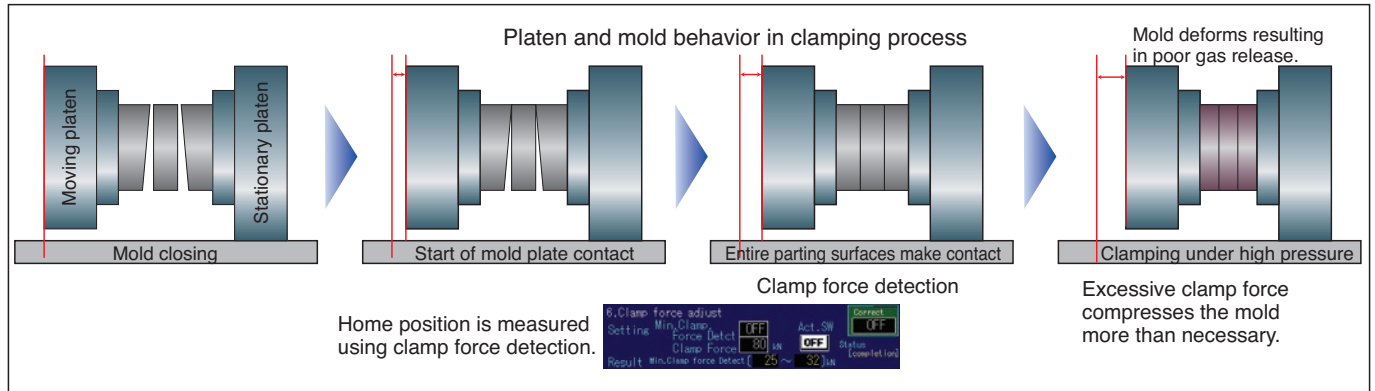 Platen and mold behavior in clamping process
Mold deforms resulting
in poor gas release.
Moving platen
Stationary platen
Mold closing
Start of mold plate contact
Entire parting surfaces make contact
Clamping under high pressure
Clamp force detection
Home position is measured
using clamp force detection.
6.Clamp force adjust
Setting Min.Clamp. Force Detct OFF
Clamp Force 80 kN
Act.SW OFF
Correct OFF
Status [completion]
Result Min.Clamp force Detect[ 25 ~ 32]kN
Excessive clamp force
compresses the mold
more than necessary.